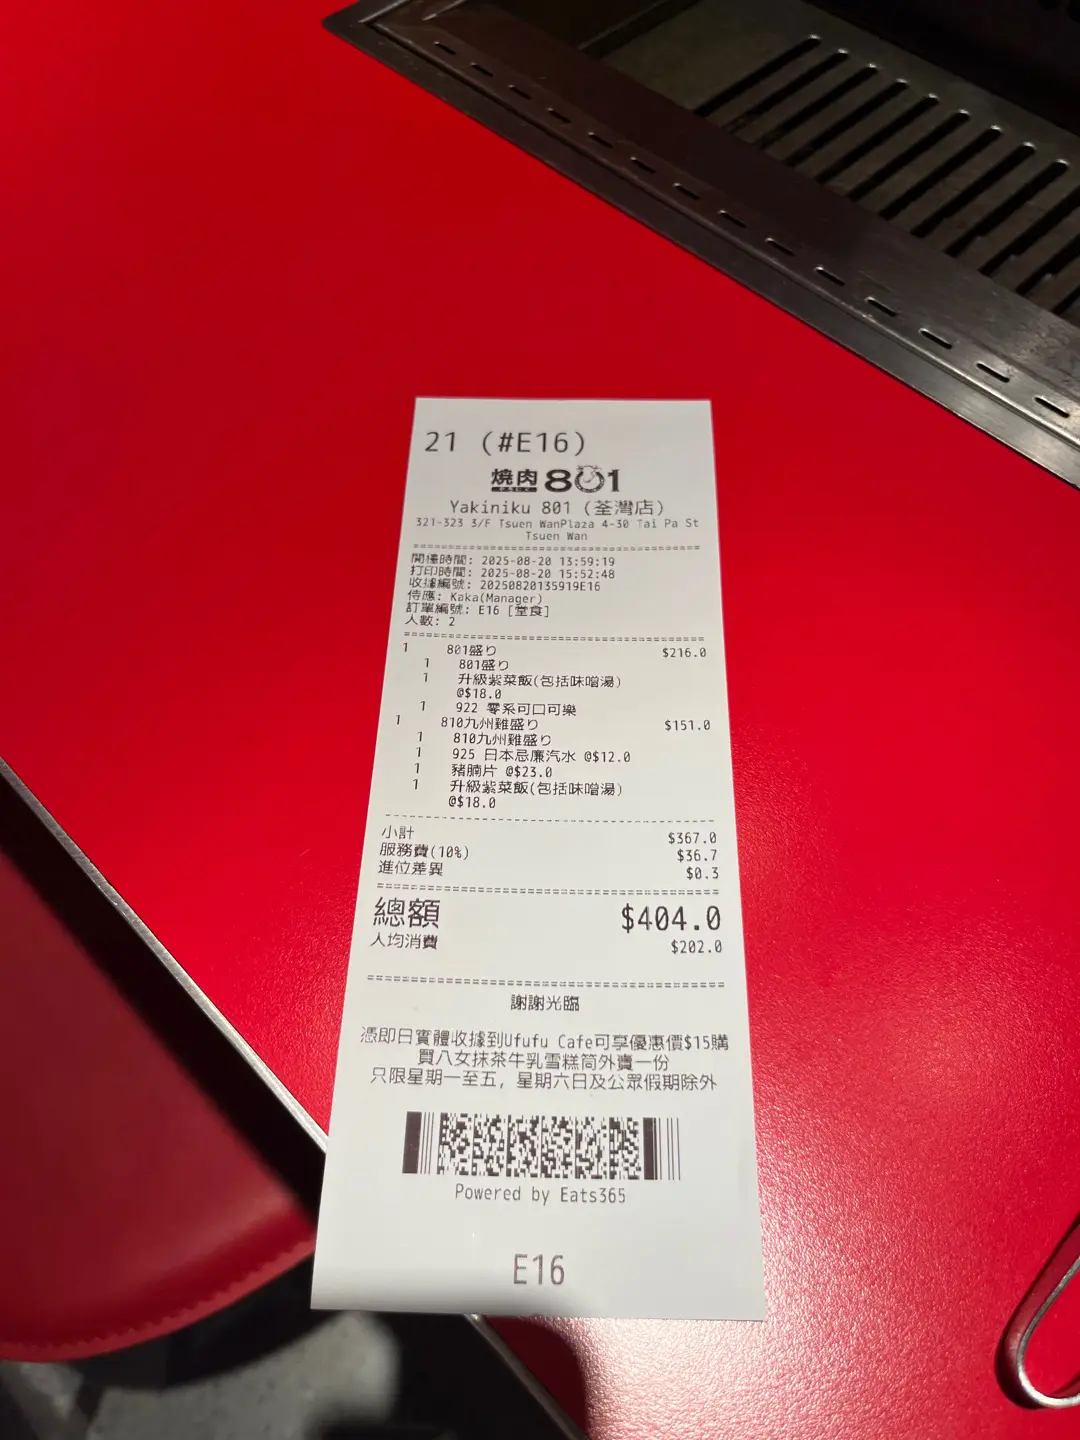 21 (#E16)
燒肉 801
Yakiniku 801 (荃灣店)
321-323 3/F Tsuen WanPlaza 4-30 Tai Pa St
Tsuen Wan
開檯時間: 2025-08-20 13:59:19
打印時間: 2025-08-20 15:52:48
收據編號: 20250820135919E16
侍應: Kaka(Manager)
訂單編號: E16 [堂食]
人數: 2
1 801盛り $216.0
1 801盛り
1 升級紫菜飯(包括味噌湯)
@$18.0
1 922 零系可口可樂
1 810九州雞盛り $151.0
1 810九州雞盛り
1 925 日本忌廉汽水 @$12.0
1 豬腩片 @$23.0
1 升級紫菜飯(包括味噌湯)
@$18.0
小計 $367.0
服務費(10%) $36.7
進位差異 $0.3
總額 $404.0
人均消費 $202.0
謝謝光臨
憑即日實體收據到Ufufu Cafe可享優惠價$15購
買八女抹茶牛乳雪糕筒外賣一份
只限星期一至五, 星期六日及公眾假期除外
Powered by Eats365
E16